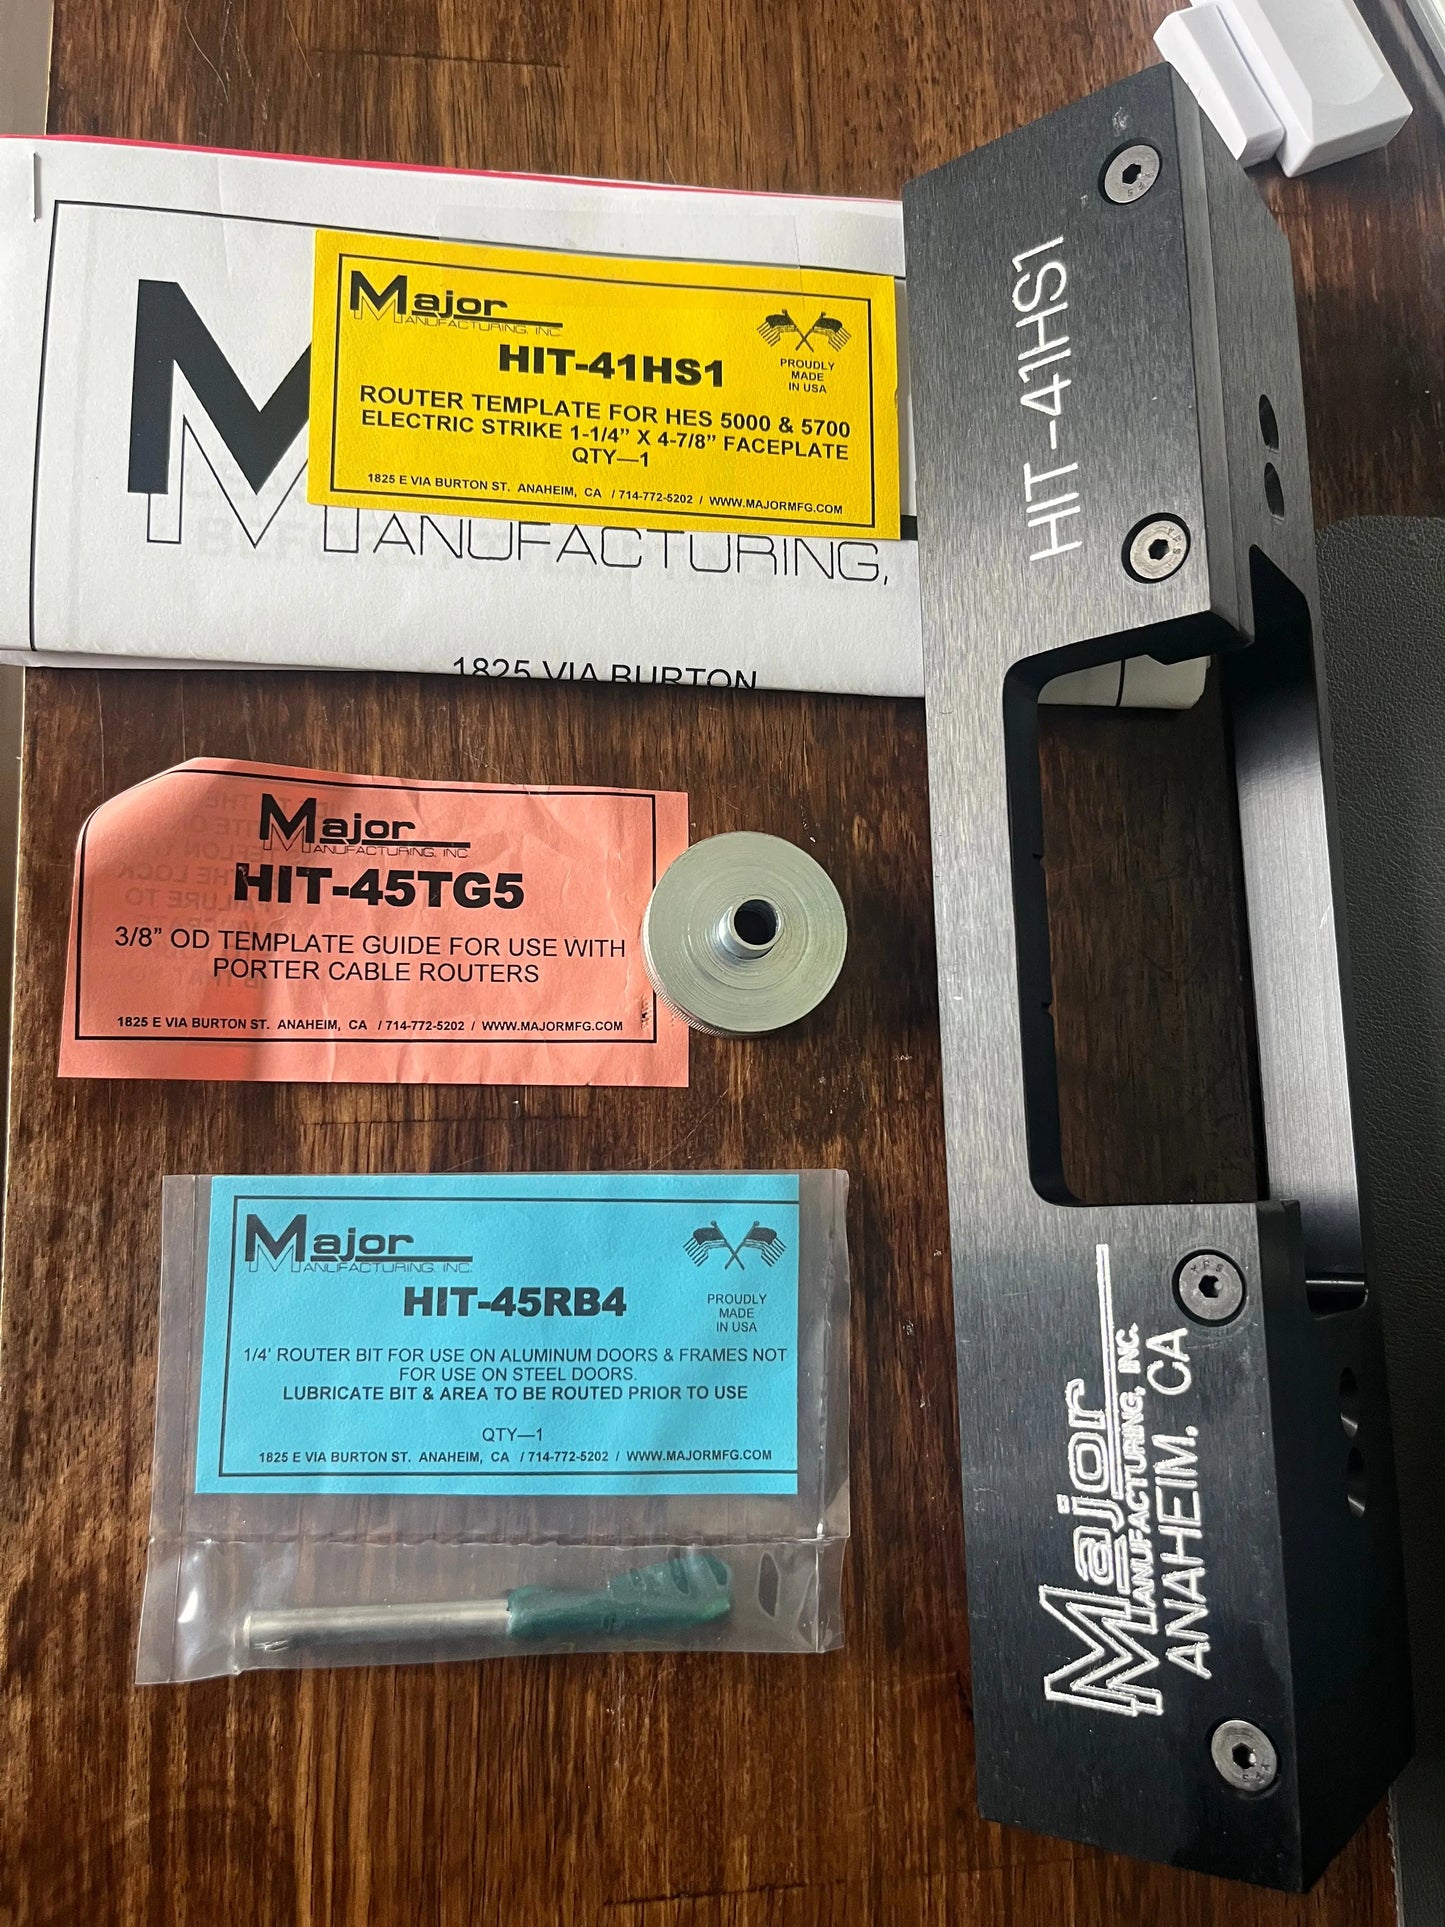 Major
MANUFACTURING, INC.
HIT-41HS1
PROUDLY
MADE
IN USA
ROUTER TEMPLATE FOR HES 5000 & 5700
ELECTRIC STRIKE 1-1/4” X 4-7/8” FACEPLATE
QTY—1
1825 E VIA BURTON ST. ANAHEIM, CA / 714-772-5202 / WWW.MAJORMFG.COM
M
MANUFACTURING,
1825 VIA BURTON
Major
MANUFACTURING, INC.
HIT-45TG5
3/8” OD TEMPLATE GUIDE FOR USE WITH
PORTER CABLE ROUTERS
1825 E VIA BURTON ST. ANAHEIM, CA / 714-772-5202 / WWW.MAJORMFG.COM
Major
MANUFACTURING, INC.
HIT-45RB4
PROUDLY
MADE
IN USA
1/4' ROUTER BIT FOR USE ON ALUMINUM DOORS & FRAMES NOT
FOR USE ON STEEL DOORS.
LUBRICATE BIT & AREA TO BE ROUTED PRIOR TO USE
QTY—1
1825 E VIA BURTON ST. ANAHEIM, CA / 714-772-5202 / WWW.MAJORMFG.COM
HIT-41HS1
Major
MANUFACTURING, INC.
ANAHEIM. CA
YFS
YFS